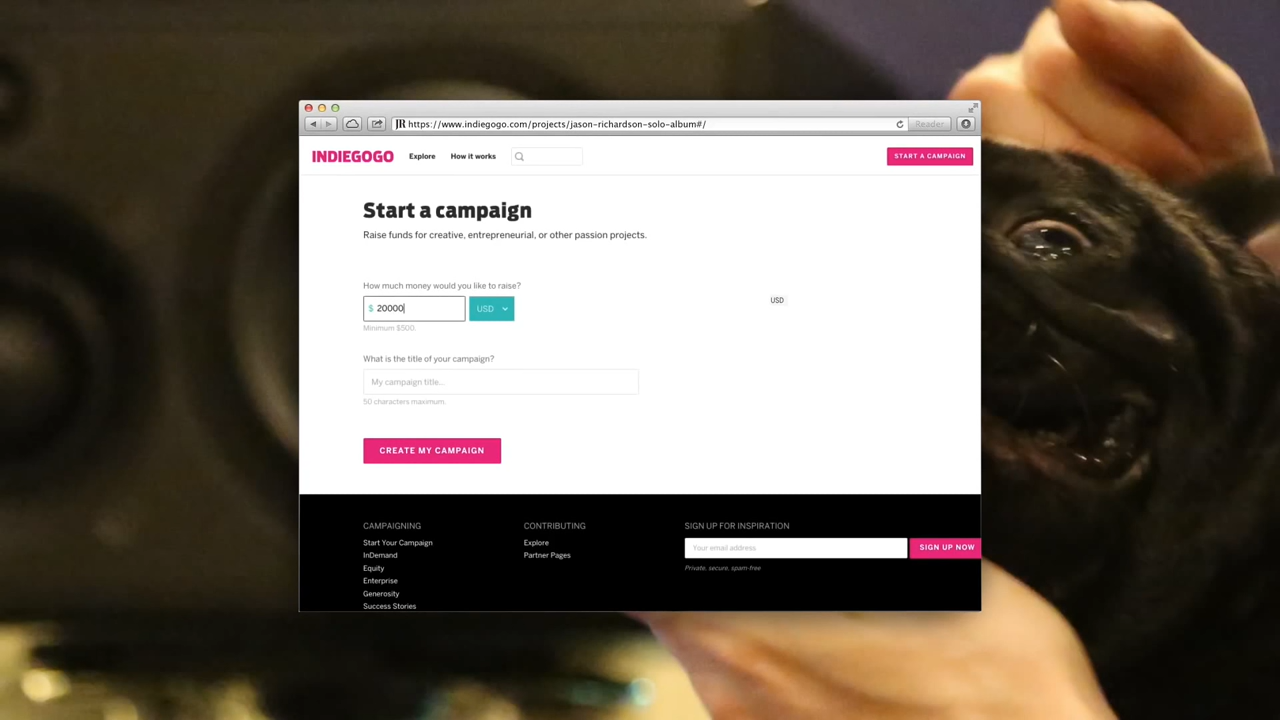 JR https://www.indiegogo.com/projects/jason-richardson-solo-album#/
Reader
INDIEGOGO
Explore
How it works
START A CAMPAIGN
Start a campaign
Raise funds for creative, entrepreneurial, or other passion projects.
How much money would you like to raise?
$ 20000
USD
USD
Minimum $500.
What is the title of your campaign?
My campaign title...
50 characters maximum.
CREATE MY CAMPAIGN
CAMPAIGNING
Start Your Campaign
InDemand
Equity
Enterprise
Generosity
Success Stories
CONTRIBUTING
Explore
Partner Pages
SIGN UP FOR INSPIRATION
Your email address
SIGN UP NOW
Private, secure, spam-free